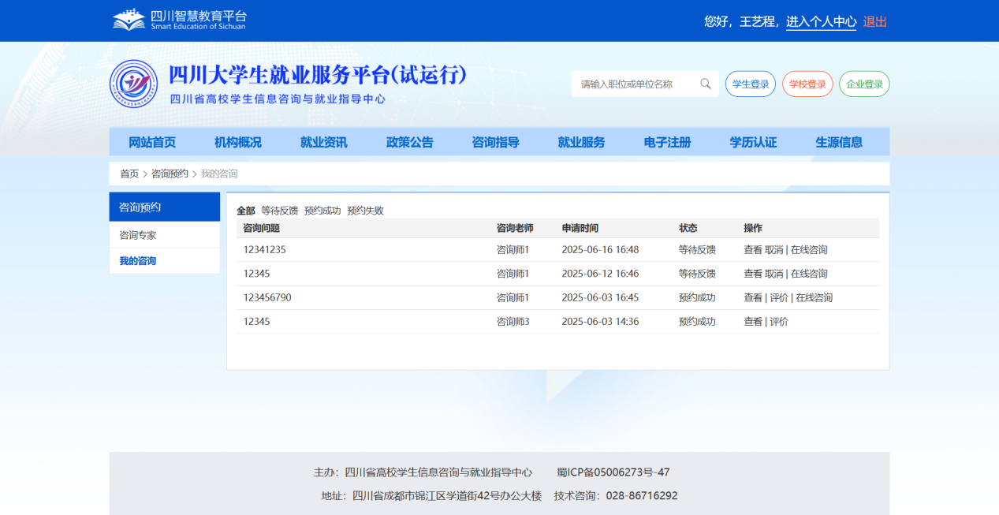 四川智慧教育平台
Smart Education of Sichuan
您好，王艺程，进入个人中心 退出
四川大学生就业服务平台(试运行)
四川省高校学生信息咨询与就业指导中心
请输入职位或单位名称
学生登录 学校登录 企业登录
网站首页 机构概况 就业资讯 政策公告 咨询指导 就业服务 电子注册 学历认证 生源信息
首页 > 咨询预约 > 我的咨询
咨询预约
咨询专家
我的咨询
全部 等待反馈 预约成功 预约失败
咨询问题 咨询老师 申请时间 状态 操作
12341235 咨询师1 2025-06-16 16:48 等待反馈 查看 取消 | 在线咨询
12345 咨询师1 2025-06-12 16:46 等待反馈 查看 取消 | 在线咨询
123456790 咨询师1 2025-06-03 16:45 预约成功 查看 | 评价 | 在线咨询
12345 咨询师3 2025-06-03 14:36 预约成功 查看 | 评价
主办：四川省高校学生信息咨询与就业指导中心 蜀ICP备05006273号-47
地址：四川省成都市锦江区学道街42号办公大楼 技术咨询：028-86716292